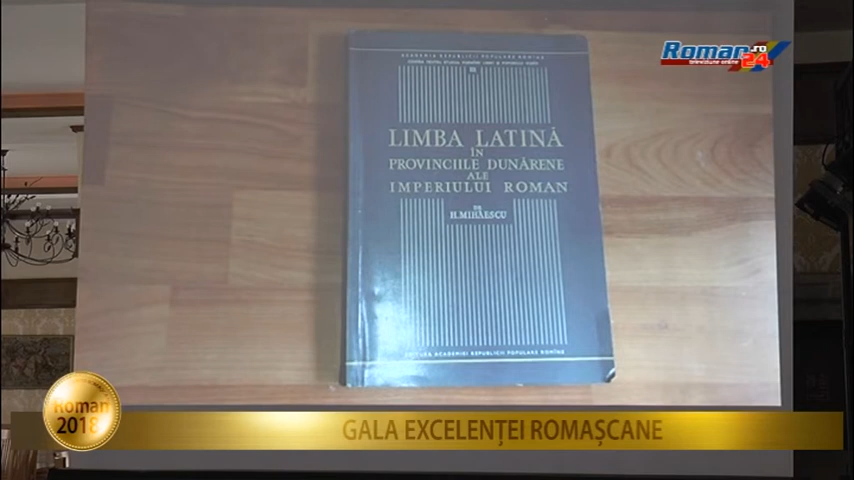 Roman .ro
televiziune online 24
ACADEMIA REPUBLICII POPULARE ROMÎNE
III
LIMBA LATINĂ
ÎN
PROVINCIILE DUNĂRENE
ALE
IMPERIULUI ROMAN
DE
H. MIHĂESCU
EDITURA ACADEMIEI REPUBLICII POPULARE ROMÎNE
Roman
2018
GALA EXCELENȚEI ROMAȘCANE